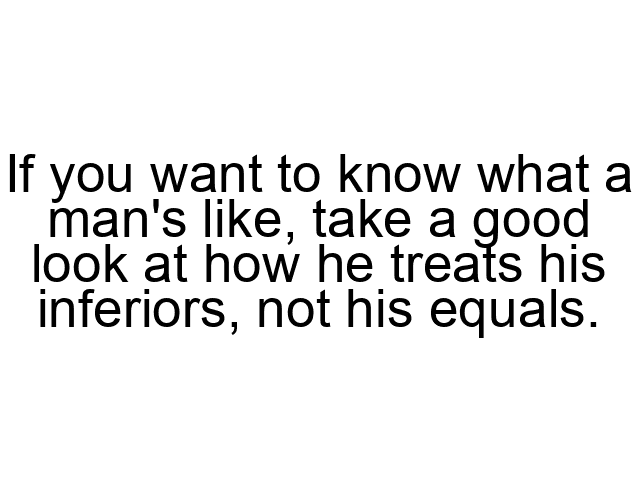 If you want to know what a
man's like, take a good
look at how he treats his
inferiors, not his equals.